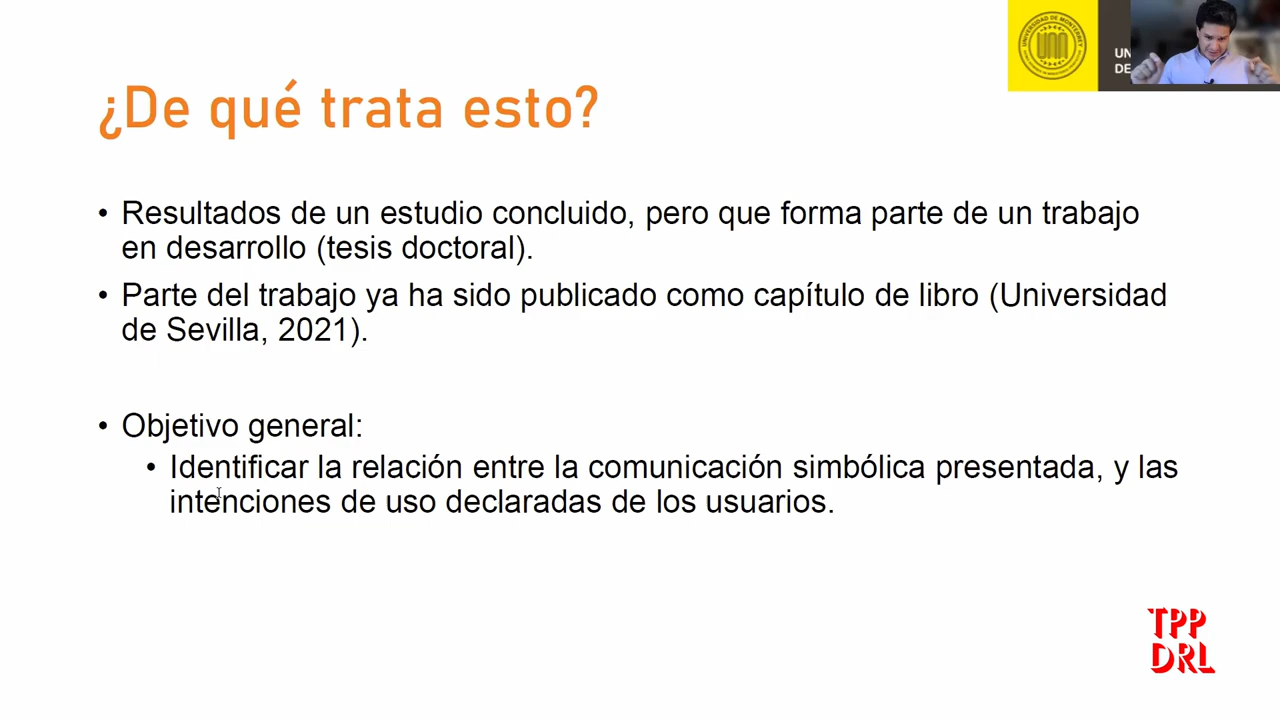 UN
DE
¿De qué trata esto?
• Resultados de un estudio concluido, pero que forma parte de un trabajo
en desarrollo (tesis doctoral).
• Parte del trabajo ya ha sido publicado como capítulo de libro (Universidad
de Sevilla, 2021).
• Objetivo general:
• Identificar la relación entre la comunicación simbólica presentada, y las
intenciones de uso declaradas de los usuarios.
TPP
DRL